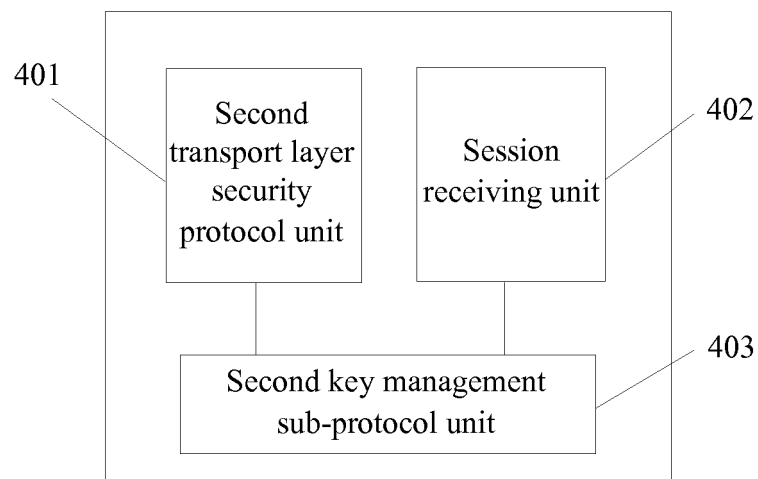 401
Second
transport layer
security
protocol unit
Session
receiving unit
402
Second key management
sub-protocol unit
403